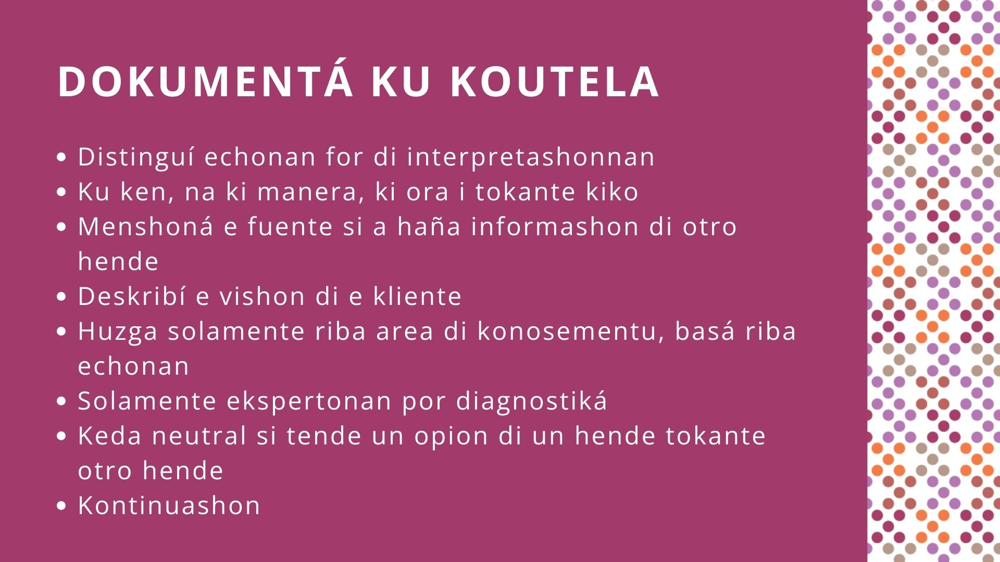 DOKUMENTÁ KU KOUTELA
• Distinguí echonan for di interpretashonnan
• Ku ken, na ki manera, ki ora i tokante kiko
• Menshoná e fuente si a haña informashon di otro
hende
• Deskribí e vishon di e kliente
• Huzga solamente riba area di konosementu, basá riba
echonan
• Solamente ekspertonan por diagnostiká
• Keda neutral si tende un opion di un hende tokante
otro hende
• Kontinuashon